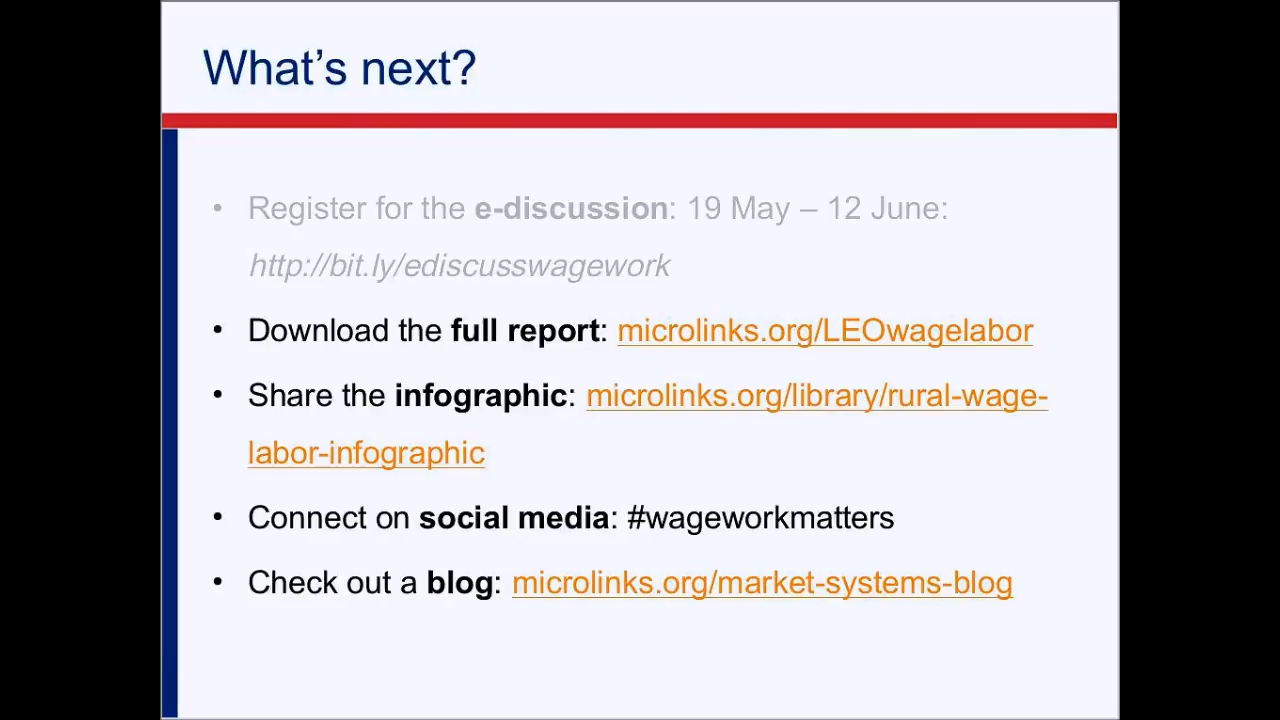 What’s next?
• Register for the e-discussion: 19 May – 12 June:
http://bit.ly/ediscusswagework
• Download the full report: microlinks.org/LEOwagelabor
• Share the infographic: microlinks.org/library/rural-wage-
labor-infographic
• Connect on social media: #wageworkmatters
• Check out a blog: microlinks.org/market-systems-blog